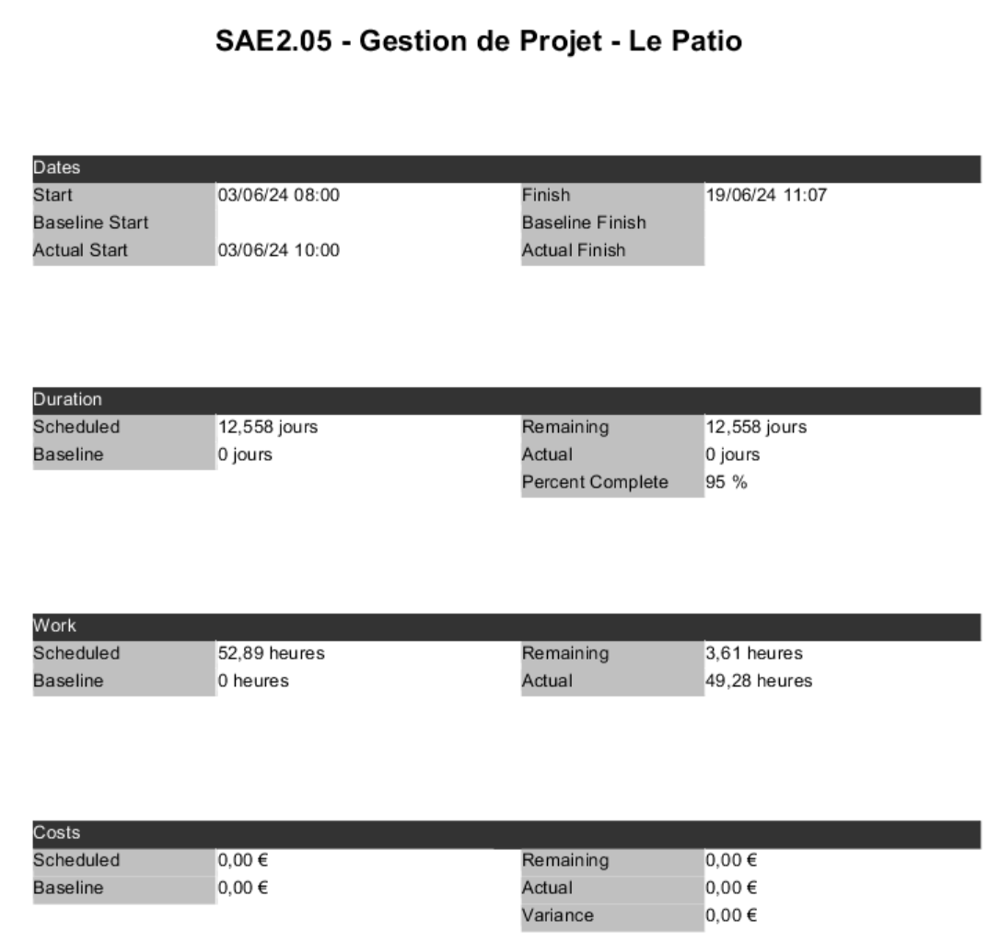 SAE2.05 - Gestion de Projet - Le Patio
Dates
Start 03/06/24 08:00 Finish 19/06/24 11:07
Baseline Start Baseline Finish
Actual Start 03/06/24 10:00 Actual Finish
Duration
Scheduled 12,558 jours Remaining 12,558 jours
Baseline 0 jours Actual 0 jours
Percent Complete 95 %
Work
Scheduled 52,89 heures Remaining 3,61 heures
Baseline 0 heures Actual 49,28 heures
Costs
Scheduled 0,00 € Remaining 0,00 €
Baseline 0,00 € Actual 0,00 €
Variance 0,00 €